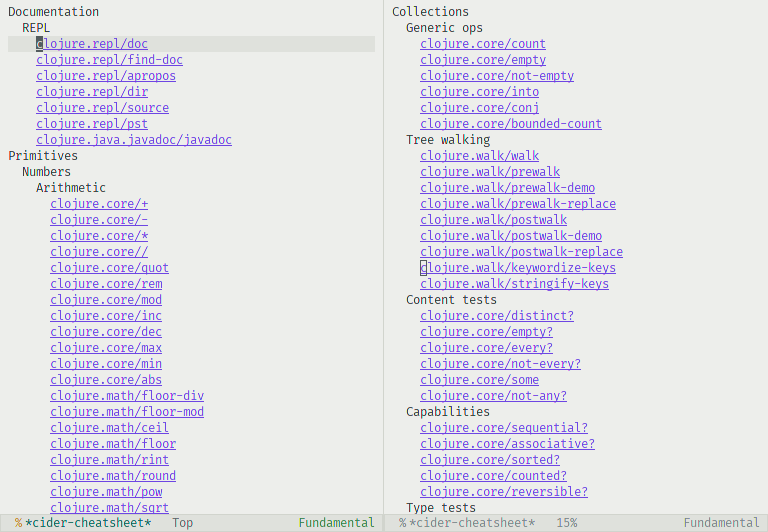 Documentation
REPL
clojure.repl/doc
clojure.repl/find-doc
clojure.repl/apropos
clojure.repl/dir
clojure.repl/source
clojure.repl/pst
clojure.java.javadoc/javadoc
Primitives
Numbers
Arithmetic
clojure.core/+
clojure.core/-
clojure.core/*
clojure.core//
clojure.core/quot
clojure.core/rem
clojure.core/mod
clojure.core/inc
clojure.core/dec
clojure.core/max
clojure.core/min
clojure.core/abs
clojure.math/floor-div
clojure.math/floor-mod
clojure.math/ceil
clojure.math/floor
clojure.math/rint
clojure.math/round
clojure.math/pow
clojure.math/sqrt
%*cider-cheatsheet* Top Fundamental
Collections
Generic ops
clojure.core/count
clojure.core/empty
clojure.core/not-empty
clojure.core/into
clojure.core/conj
clojure.core/bounded-count
Tree walking
clojure.walk/walk
clojure.walk/prewalk
clojure.walk/prewalk-demo
clojure.walk/prewalk-replace
clojure.walk/postwalk
clojure.walk/postwalk-demo
clojure.walk/postwalk-replace
clojure.walk/keywordize-keys
clojure.walk/stringify-keys
Content tests
clojure.core/distinct?
clojure.core/empty?
clojure.core/every?
clojure.core/not-every?
clojure.core/some
clojure.core/not-any?
Capabilities
clojure.core/sequential?
clojure.core/associative?
clojure.core/sorted?
clojure.core/counted?
clojure.core/reversible?
Type tests
%*cider-cheatsheet* 15% Fundamental